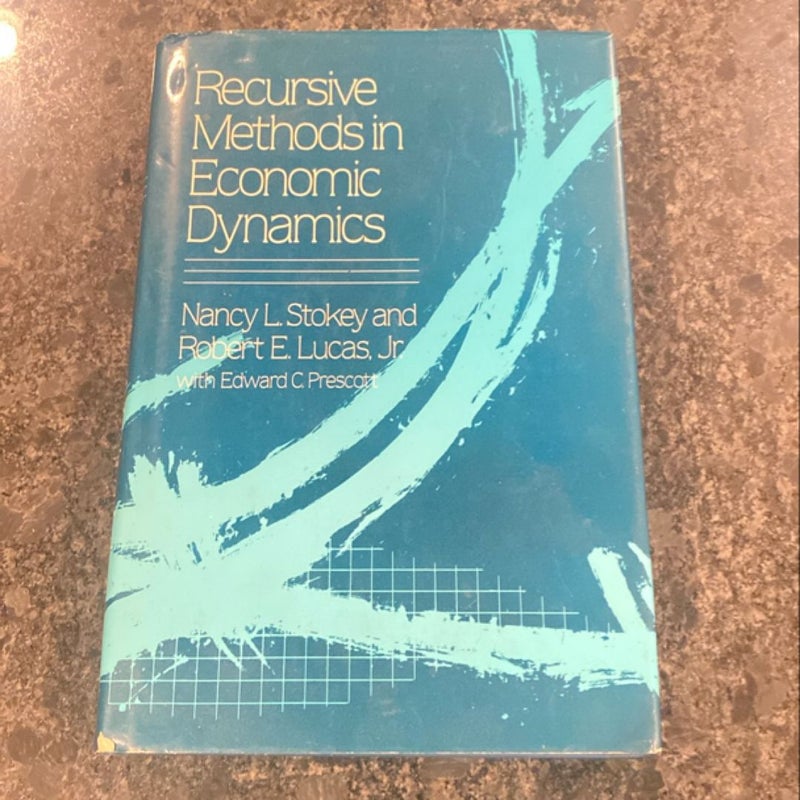 Recursive
Methods in
Economic
Dynamics
Nancy L. Stokey and
Robert E. Lucas, Jr.
with Edward C. Prescott